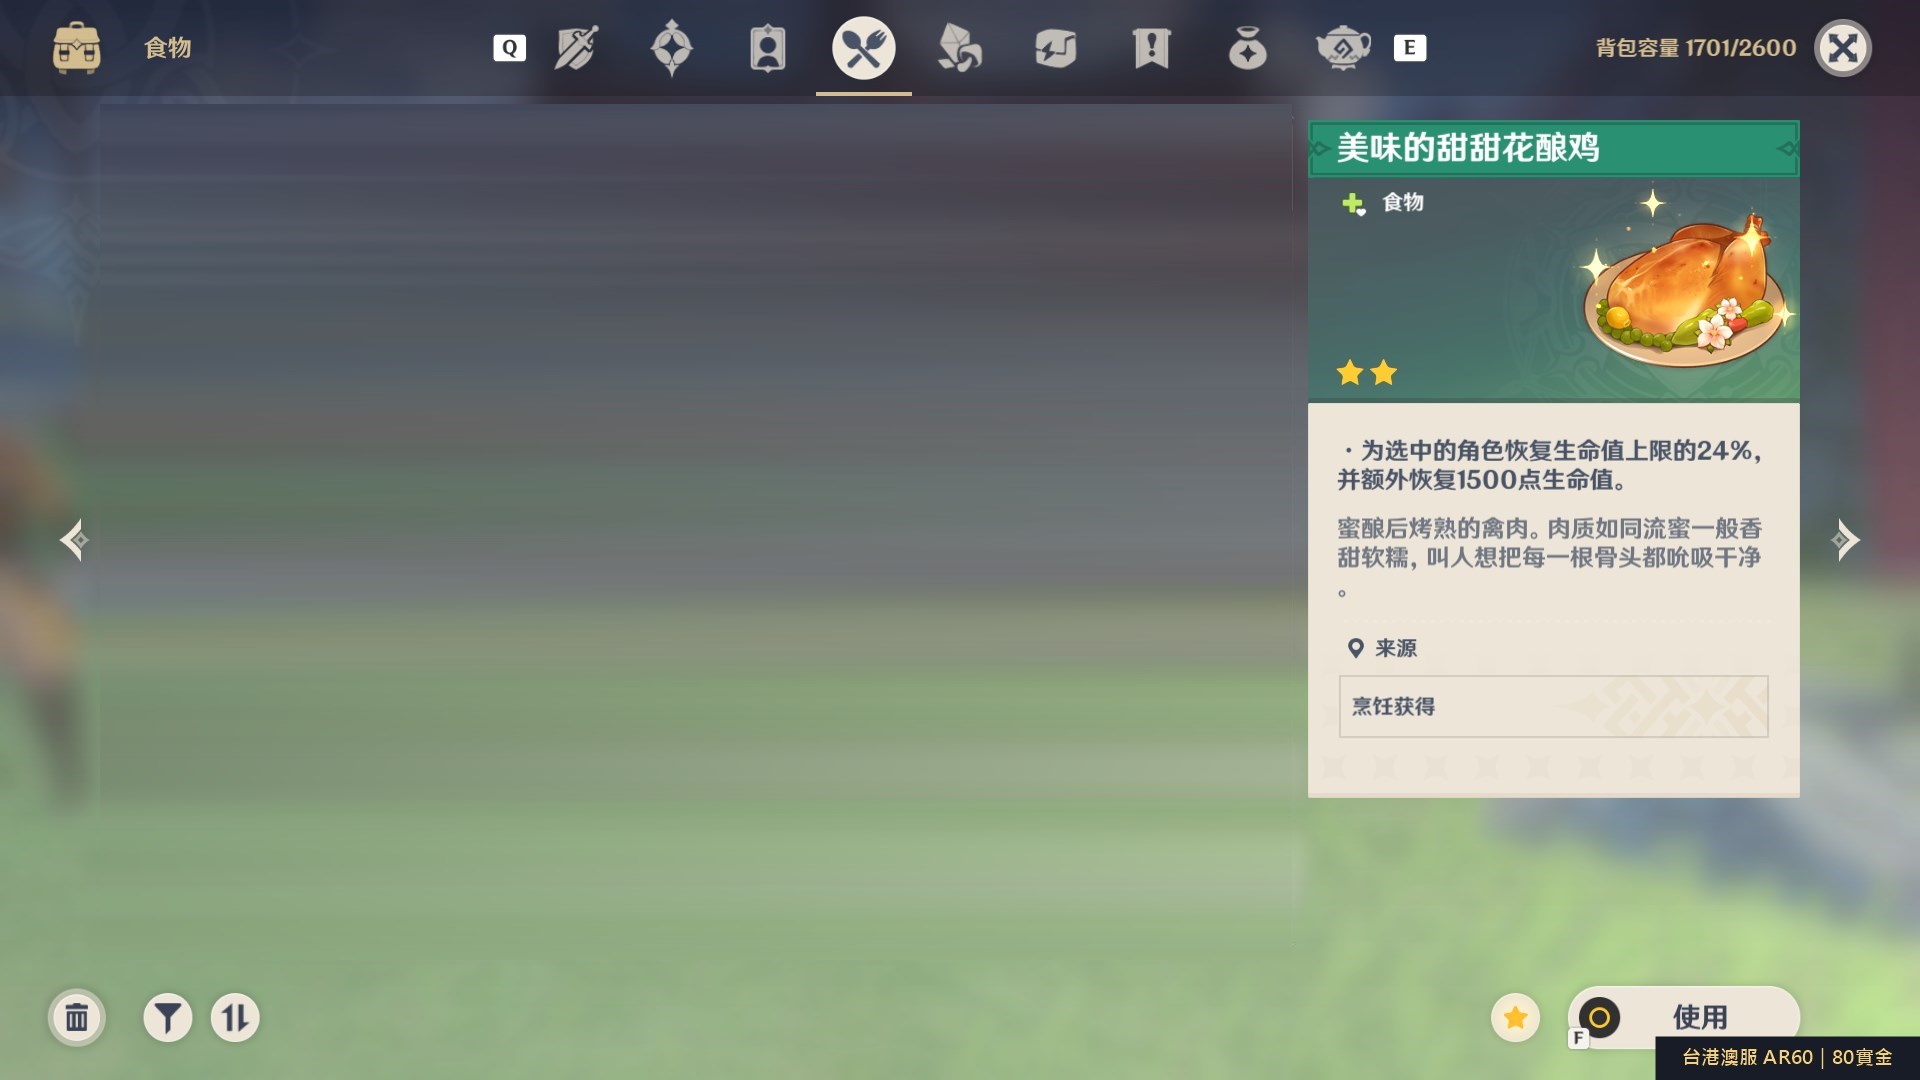 食物
Q
E
背包容量 1701/2600
美味的甜甜花酿鸡
食物
·为选中的角色恢复生命值上限的24%,
并额外恢复1500点生命值。
蜜酿后烤熟的禽肉。肉质如同流蜜一般香
甜软糯,叫人想把每一根骨头都吮吸干净
。
来源
烹饪获得
使用
F
台港澳服 AR60 | 80實金